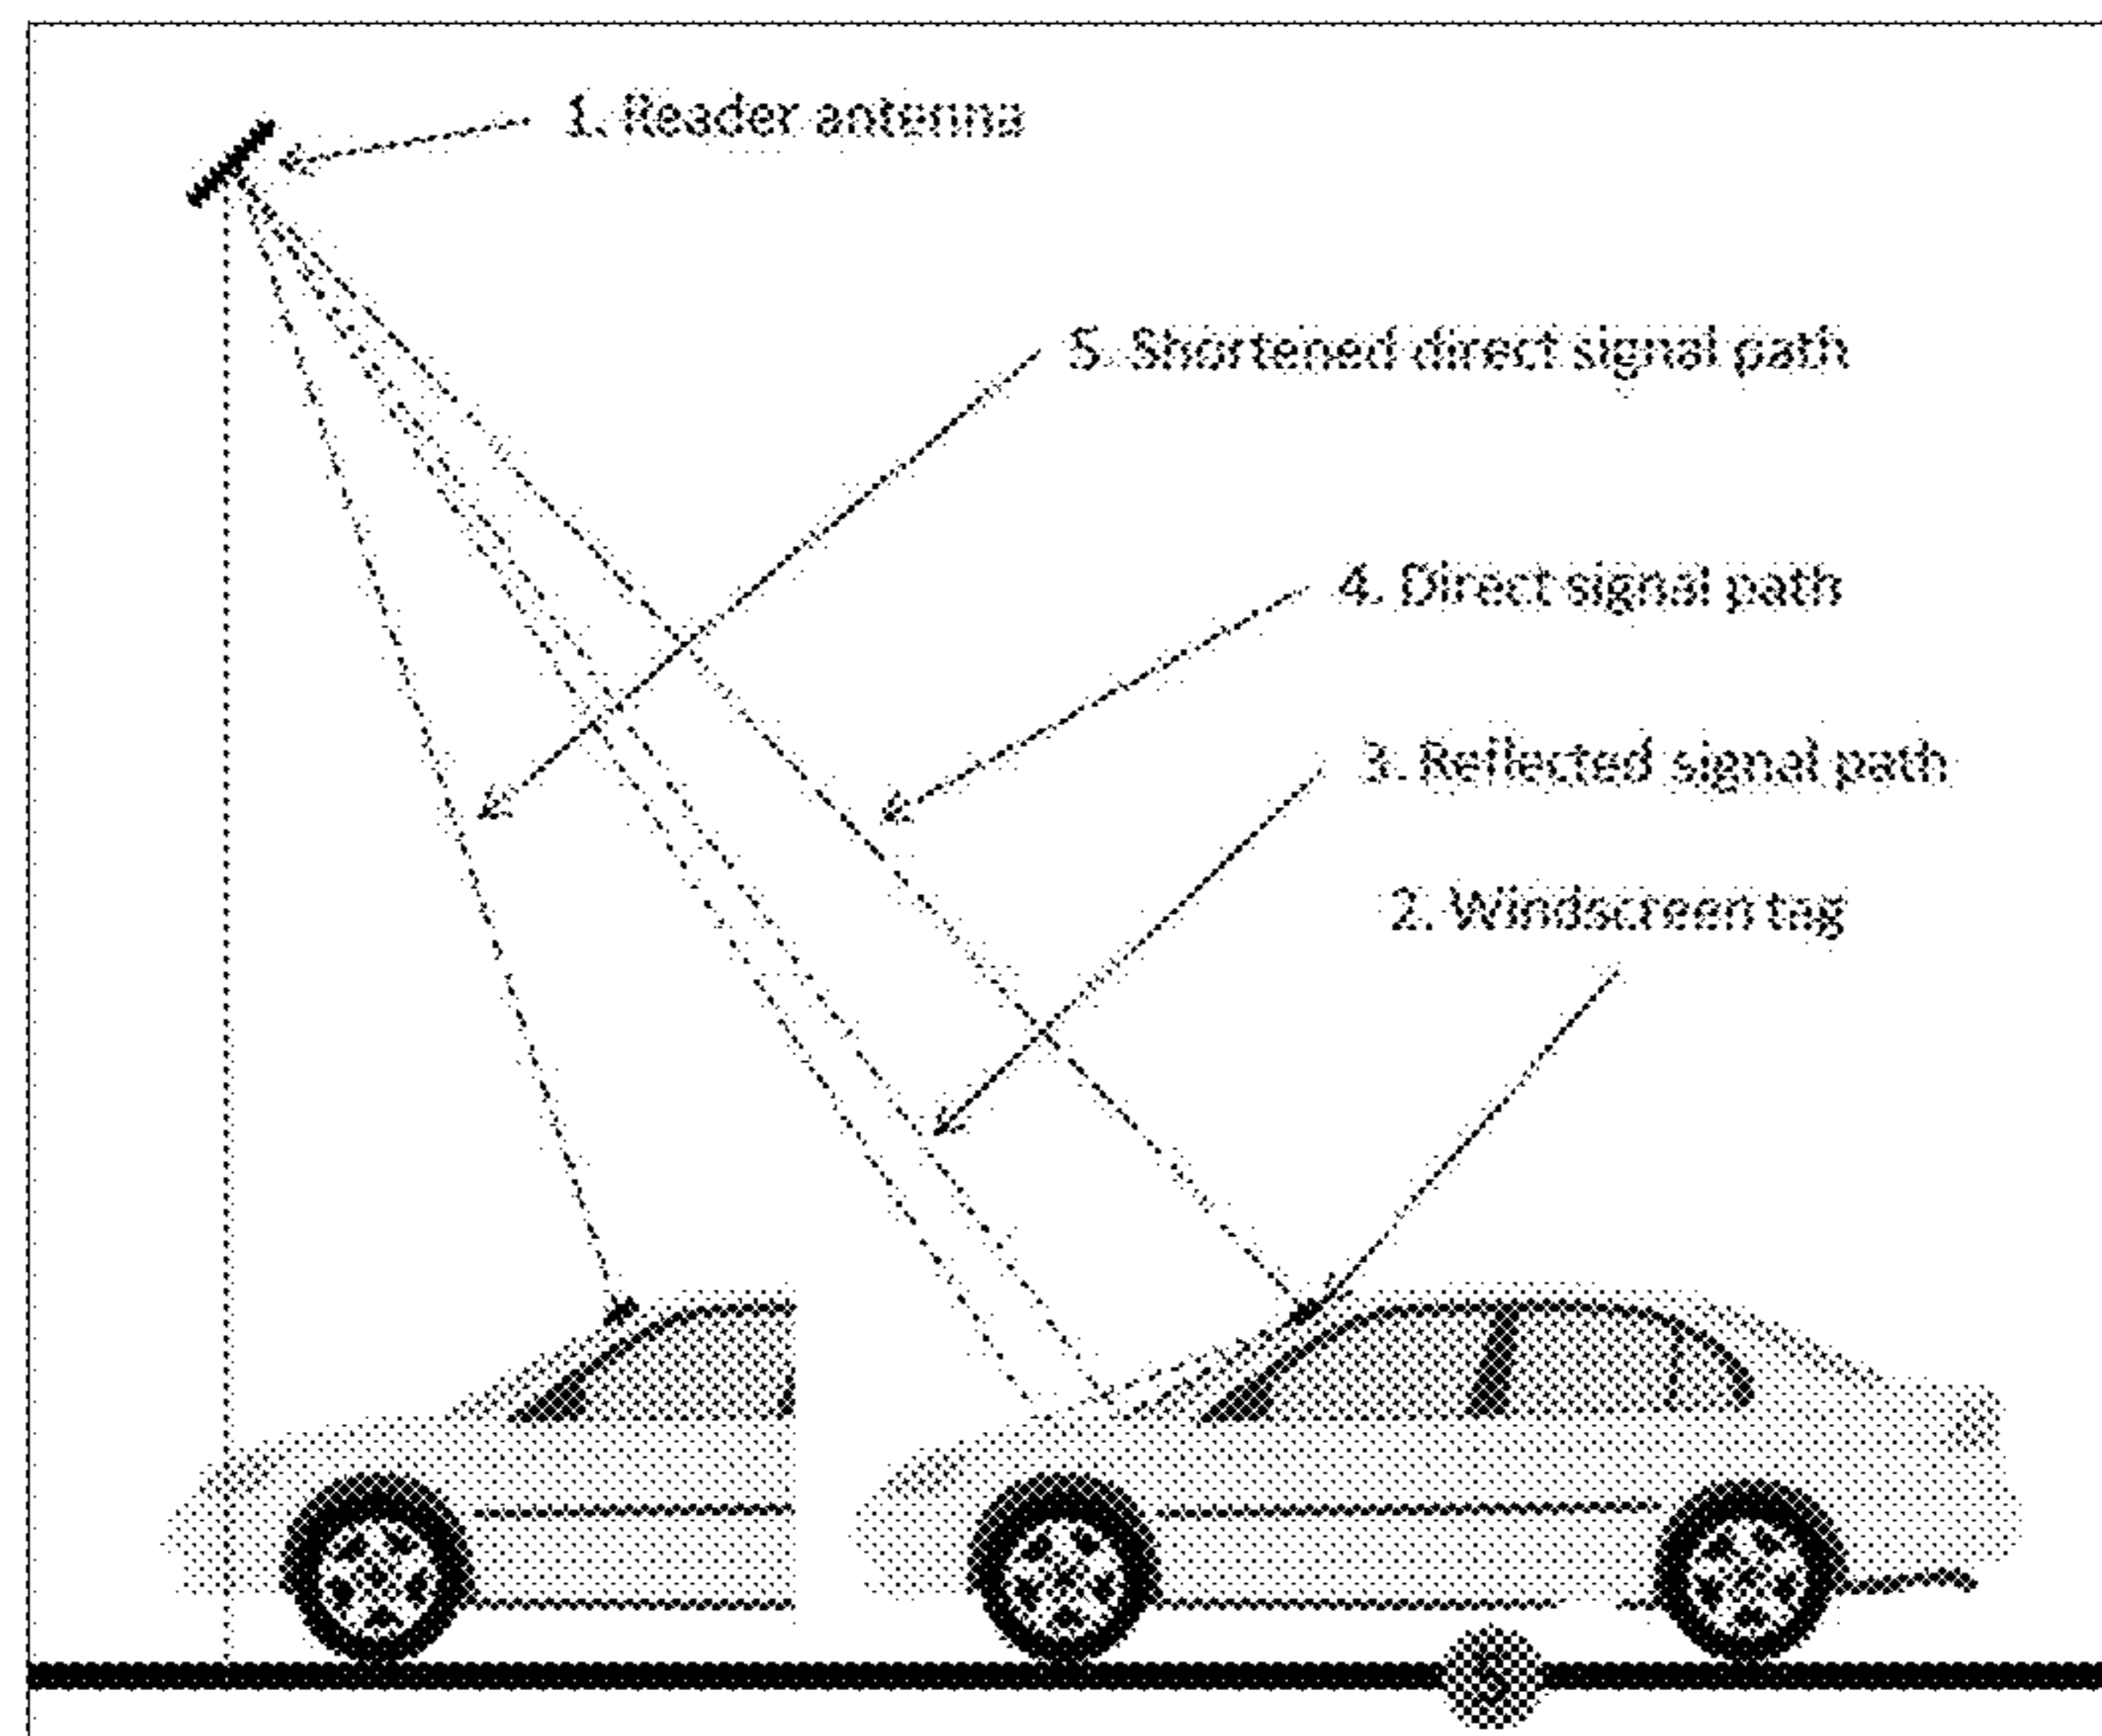 1. Reader antenna
5. Shortened direct signal path
4. Direct signal path
3. Reflected signal path
2. Windscreen tag
5